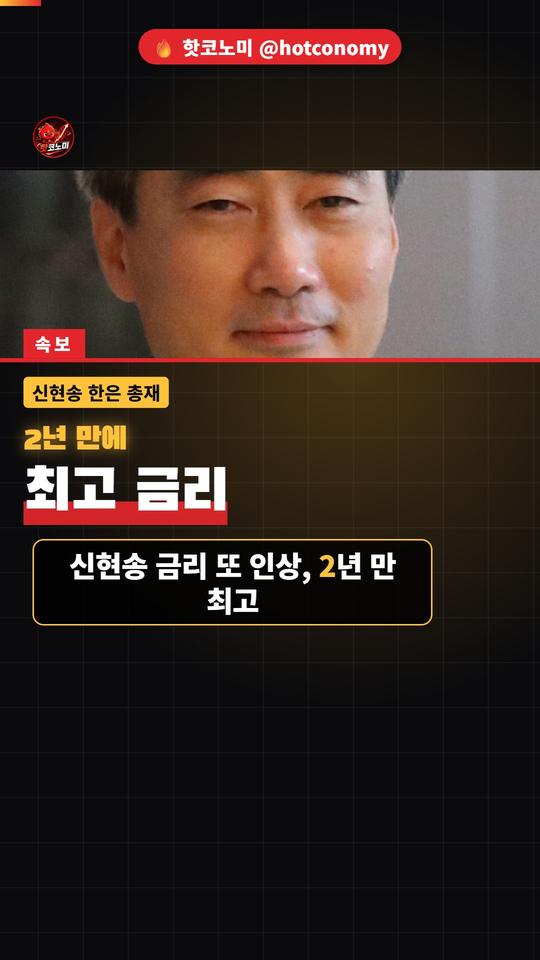 🔥 핫코노미 @hotconomy
핫코노미
속보
신현송 한은 총재
2년 만에
최고 금리
신현송 금리 또 인상, 2년 만
최고